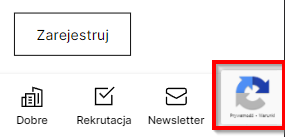 Zarejestruj
Dobre
Rekrutacja
Newsletter
Prywatność - Warunki